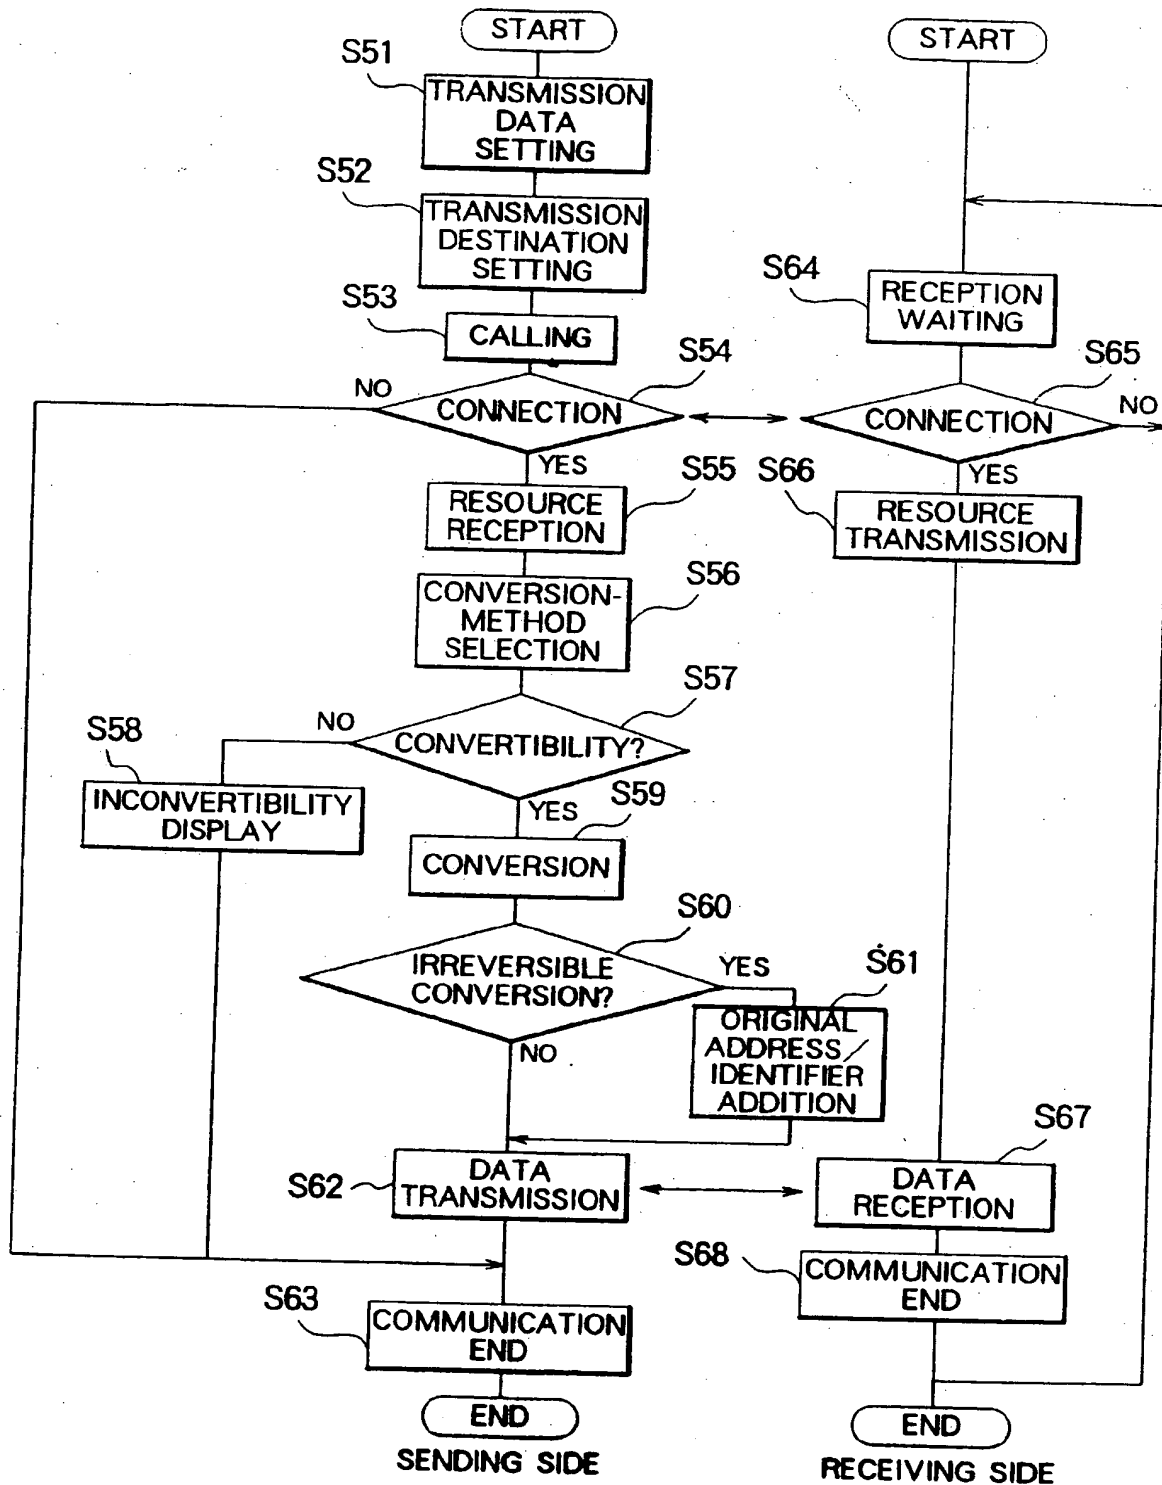 START
S51
TRANSMISSION
DATA
SETTING
S52
TRANSMISSION
DESTINATION
SETTING
S53
CALLING
S54
NO
CONNECTION
YES
S55
RESOURCE
RECEPTION
S56
CONVERSION-
METHOD
SELECTION
S57
NO
CONVERTIBILITY?
S58
INCONVERTIBILITY
DISPLAY
YES
S59
CONVERSION
S60
IRREVERSIBLE
CONVERSION?
YES
S61
ORIGINAL
ADDRESS /
IDENTIFIER
ADDITION
NO
S62
DATA
TRANSMISSION
S63
COMMUNICATION
END
END
SENDING SIDE
START
S64
RECEPTION
WAITING
S65
CONNECTION
NO
YES
S66
RESOURCE
TRANSMISSION
S67
DATA
RECEPTION
S68
COMMUNICATION
END
END
RECEIVING SIDE